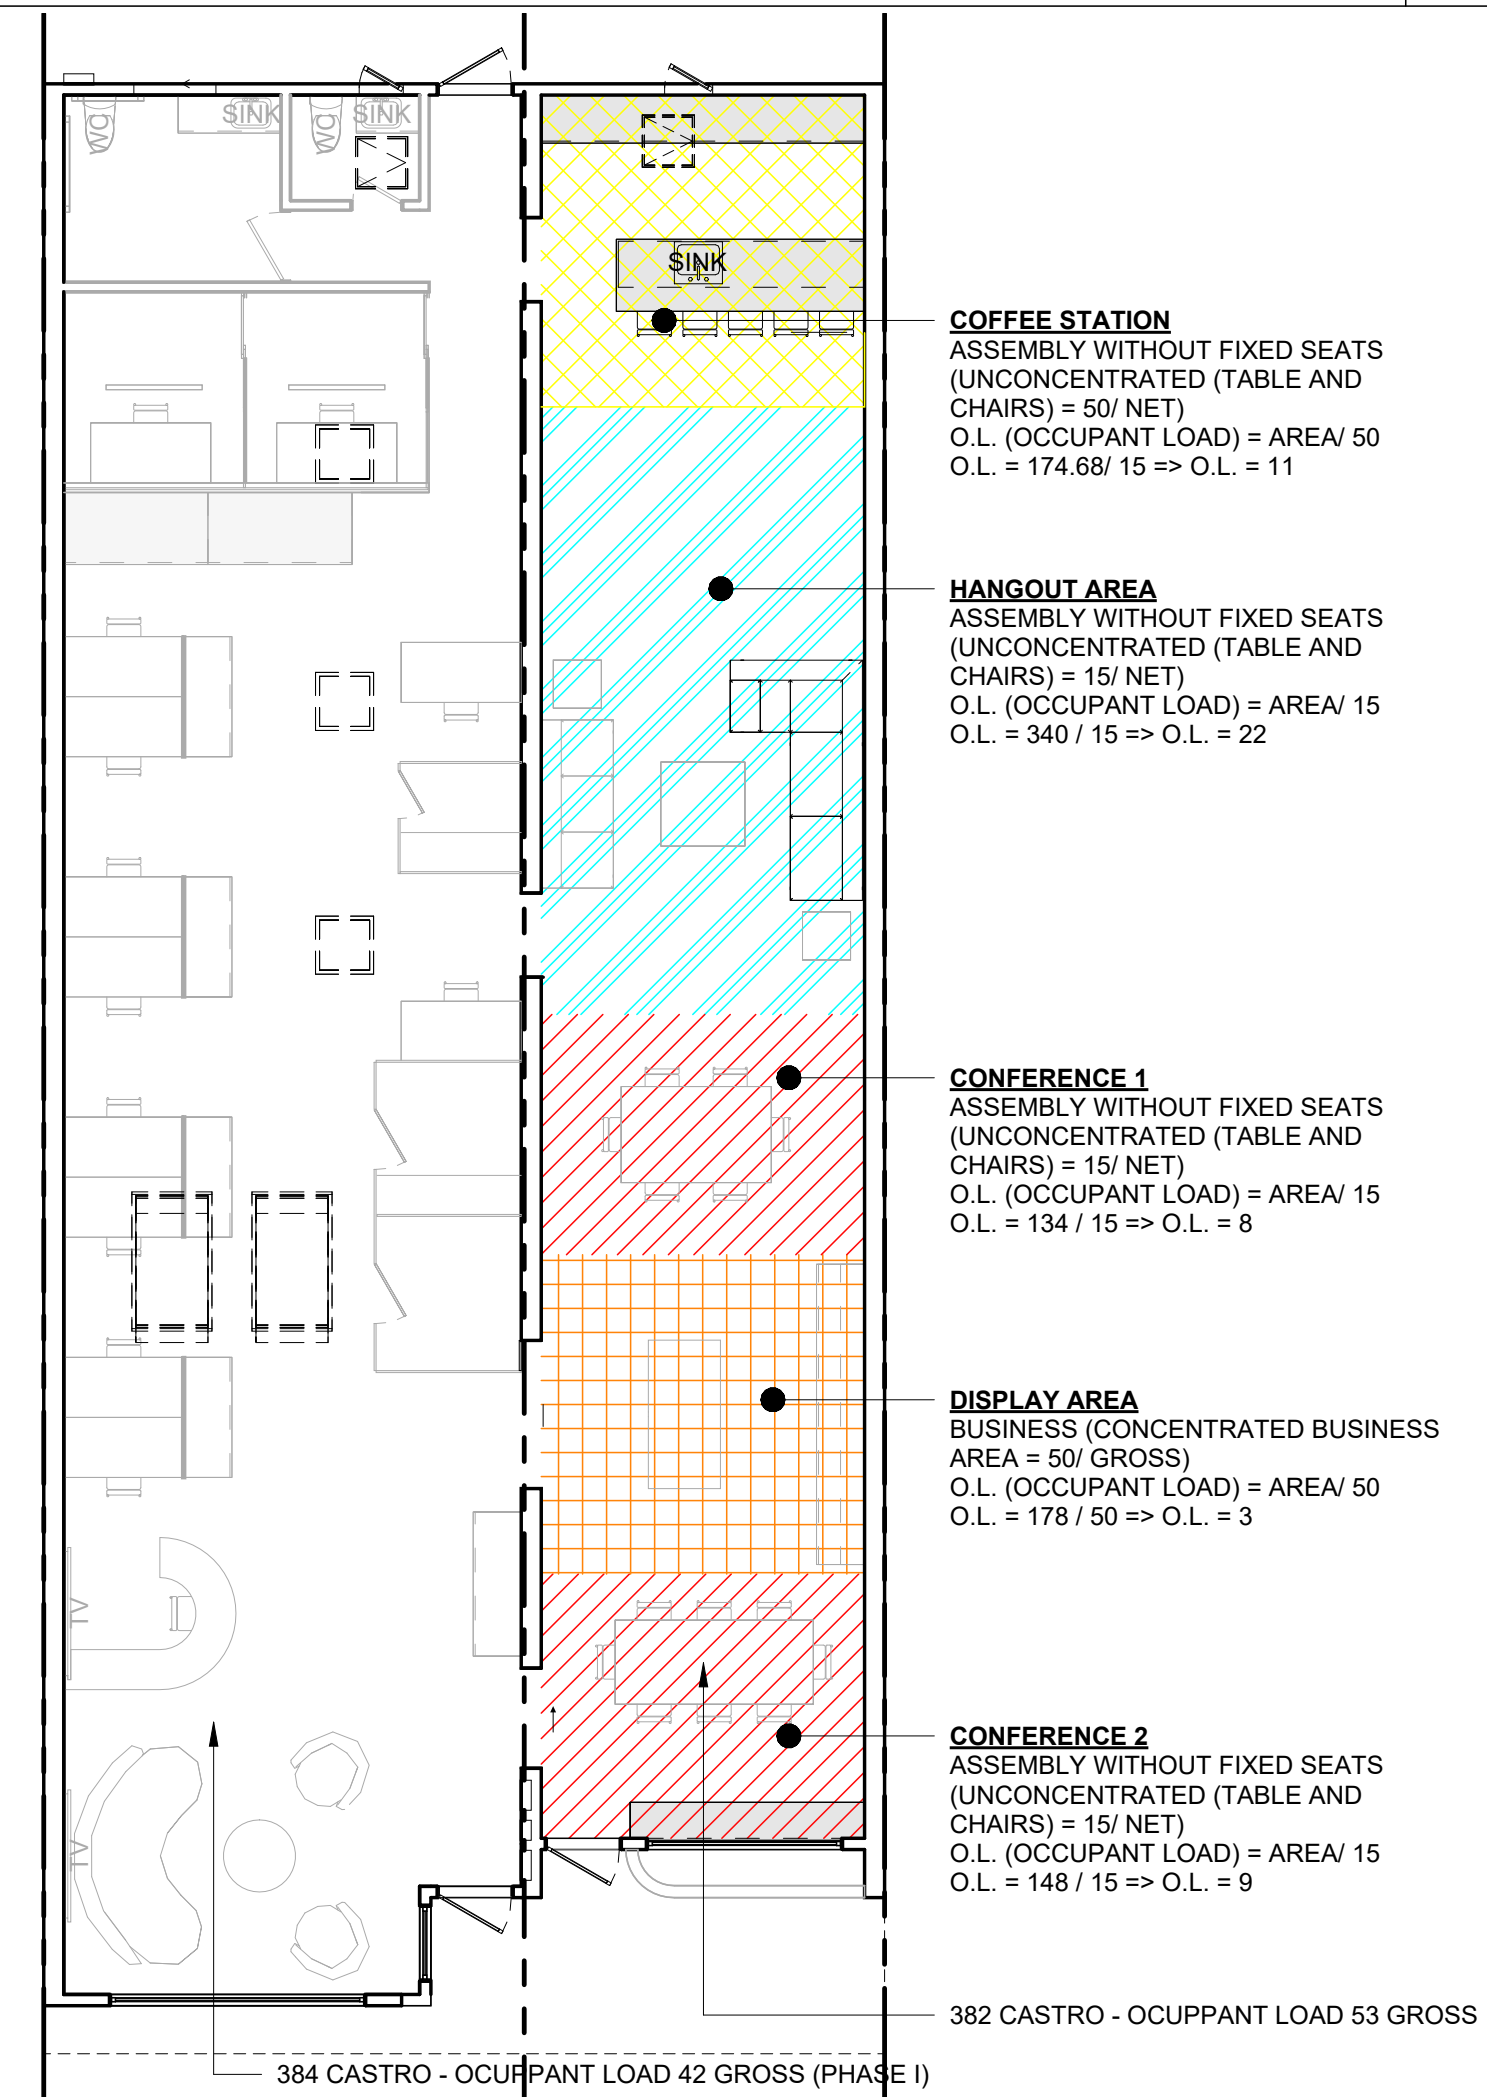 WC
SINK
WC
SINK
SINK
COFFEE STATION
ASSEMBLY WITHOUT FIXED SEATS
(UNCONCENTRATED (TABLE AND
CHAIRS) = 50/ NET)
O.L. (OCCUPANT LOAD) = AREA/ 50
O.L. = 174.68/ 15 => O.L. = 11
HANGOUT AREA
ASSEMBLY WITHOUT FIXED SEATS
(UNCONCENTRATED (TABLE AND
CHAIRS) = 15/ NET)
O.L. (OCCUPANT LOAD) = AREA/ 15
O.L. = 340 / 15 => O.L. = 22
CONFERENCE 1
ASSEMBLY WITHOUT FIXED SEATS
(UNCONCENTRATED (TABLE AND
CHAIRS) = 15/ NET)
O.L. (OCCUPANT LOAD) = AREA/ 15
O.L. = 134 / 15 => O.L. = 8
DISPLAY AREA
BUSINESS (CONCENTRATED BUSINESS
AREA = 50/ GROSS)
O.L. (OCCUPANT LOAD) = AREA/ 50
O.L. = 178 / 50 => O.L. = 3
TV
CONFERENCE 2
ASSEMBLY WITHOUT FIXED SEATS
(UNCONCENTRATED (TABLE AND
CHAIRS) = 15/ NET)
O.L. (OCCUPANT LOAD) = AREA/ 15
O.L. = 148 / 15 => O.L. = 9
TV
382 CASTRO - OCUPPANT LOAD 53 GROSS
384 CASTRO - OCUPPANT LOAD 42 GROSS (PHASE I)